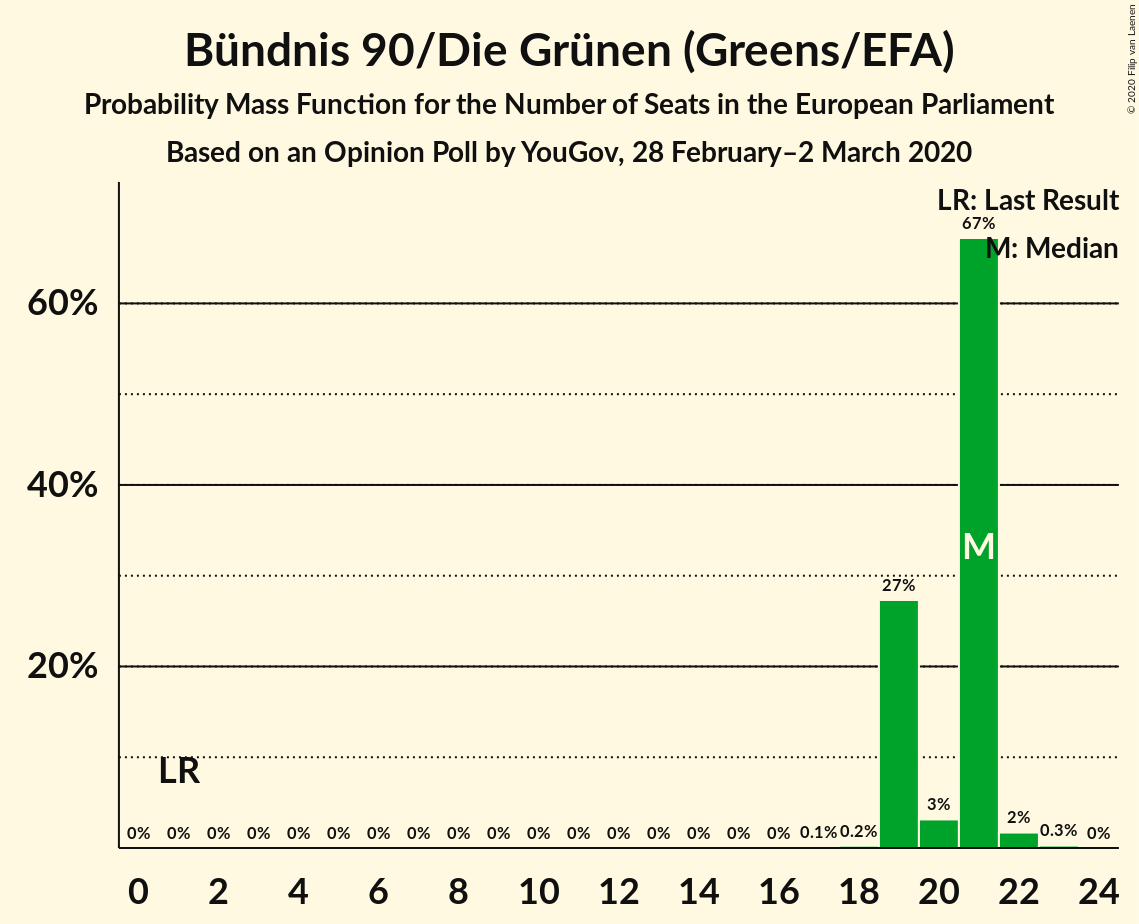 Bündnis 90/Die Grünen (Greens/EFA)
Probability Mass Function for the Number of Seats in the European Parliament
Based on an Opinion Poll by YouGov, 28 February–2 March 2020
© 2020 Filip van Laenen
LR: Last Result
M: Median
67%
60%
40%
M
27%
20%
LR
0% 0% 0% 0% 0% 0% 0% 0% 0% 0% 0% 0% 0% 0% 0% 0% 0% 0.1% 0.2% 3% 2% 0.3% 0%
0 2 4 6 8 10 12 14 16 18 20 22 24